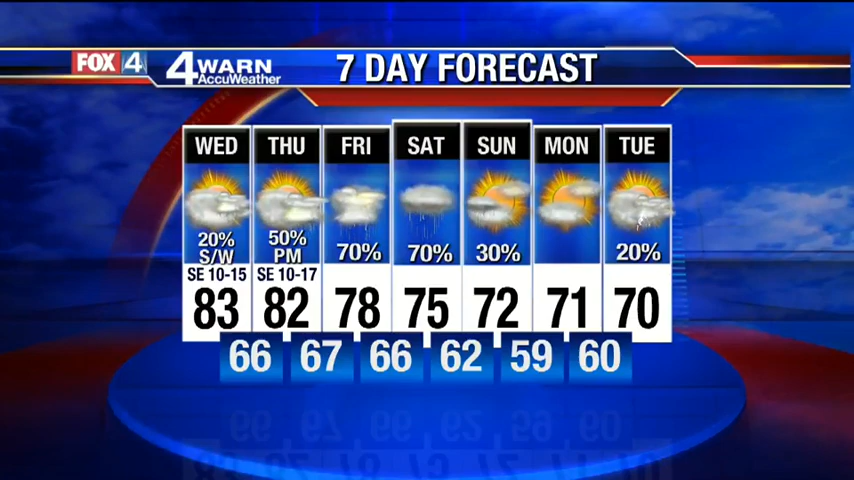 FOX 4
4WARN
AccuWeather
7 DAY FORECAST
WED THU FRI SAT SUN MON TUE
20% S/W
50% PM
70%
70%
30%
20%
SE 10-15 SE 10-17
83 82 78 75 72 71 70
66 67 66 62 59 60